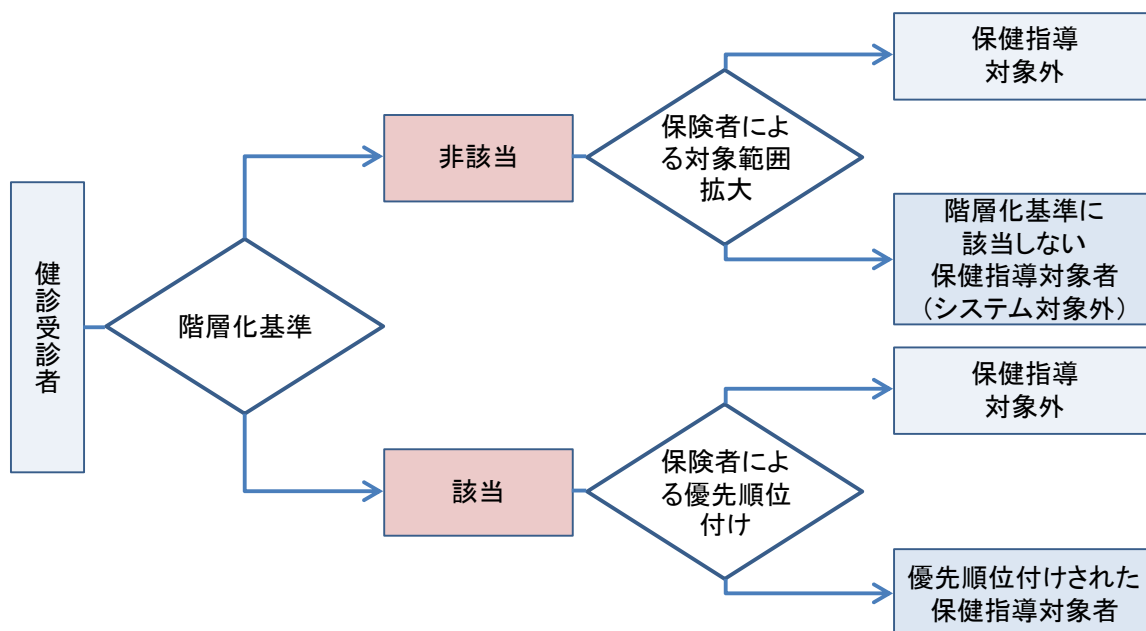 健診受診者
階層化基準
非該当
保険者によ
る対象範囲
拡大
保健指導
対象外
階層化基準に
該当しない
保健指導対象者
（システム対象外）
該当
保険者によ
る優先順位
付け
保健指導
対象外
優先順位付けされた
保健指導対象者